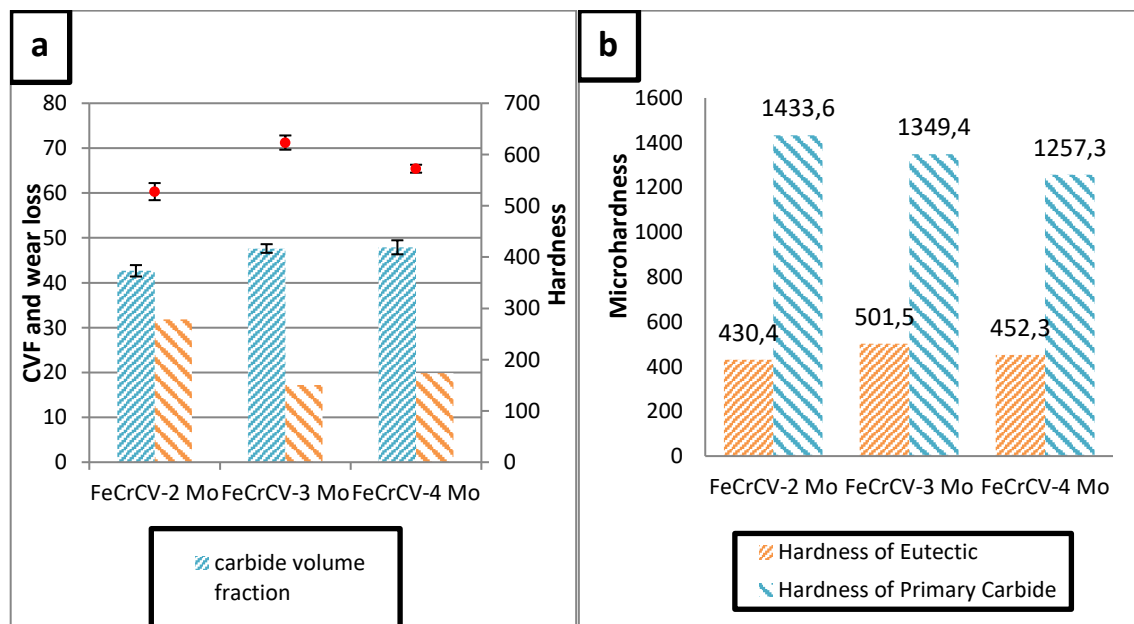 a
CVF and wear loss
80
70
60
50
40
30
20
10
0
700
600
500
400
300
200
100
0
Hardness
FeCrCV-2 Mo FeCrCV-3 Mo FeCrCV-4 Mo
carbide volume
fraction
b
Microhardness
1600
1400
1200
1000
800
600
400
200
0
1433,6
1349,4
1257,3
430,4
501,5
452,3
FeCrCV-2 Mo FeCrCV-3 Mo FeCrCV-4 Mo
Hardness of Eutectic
Hardness of Primary Carbide